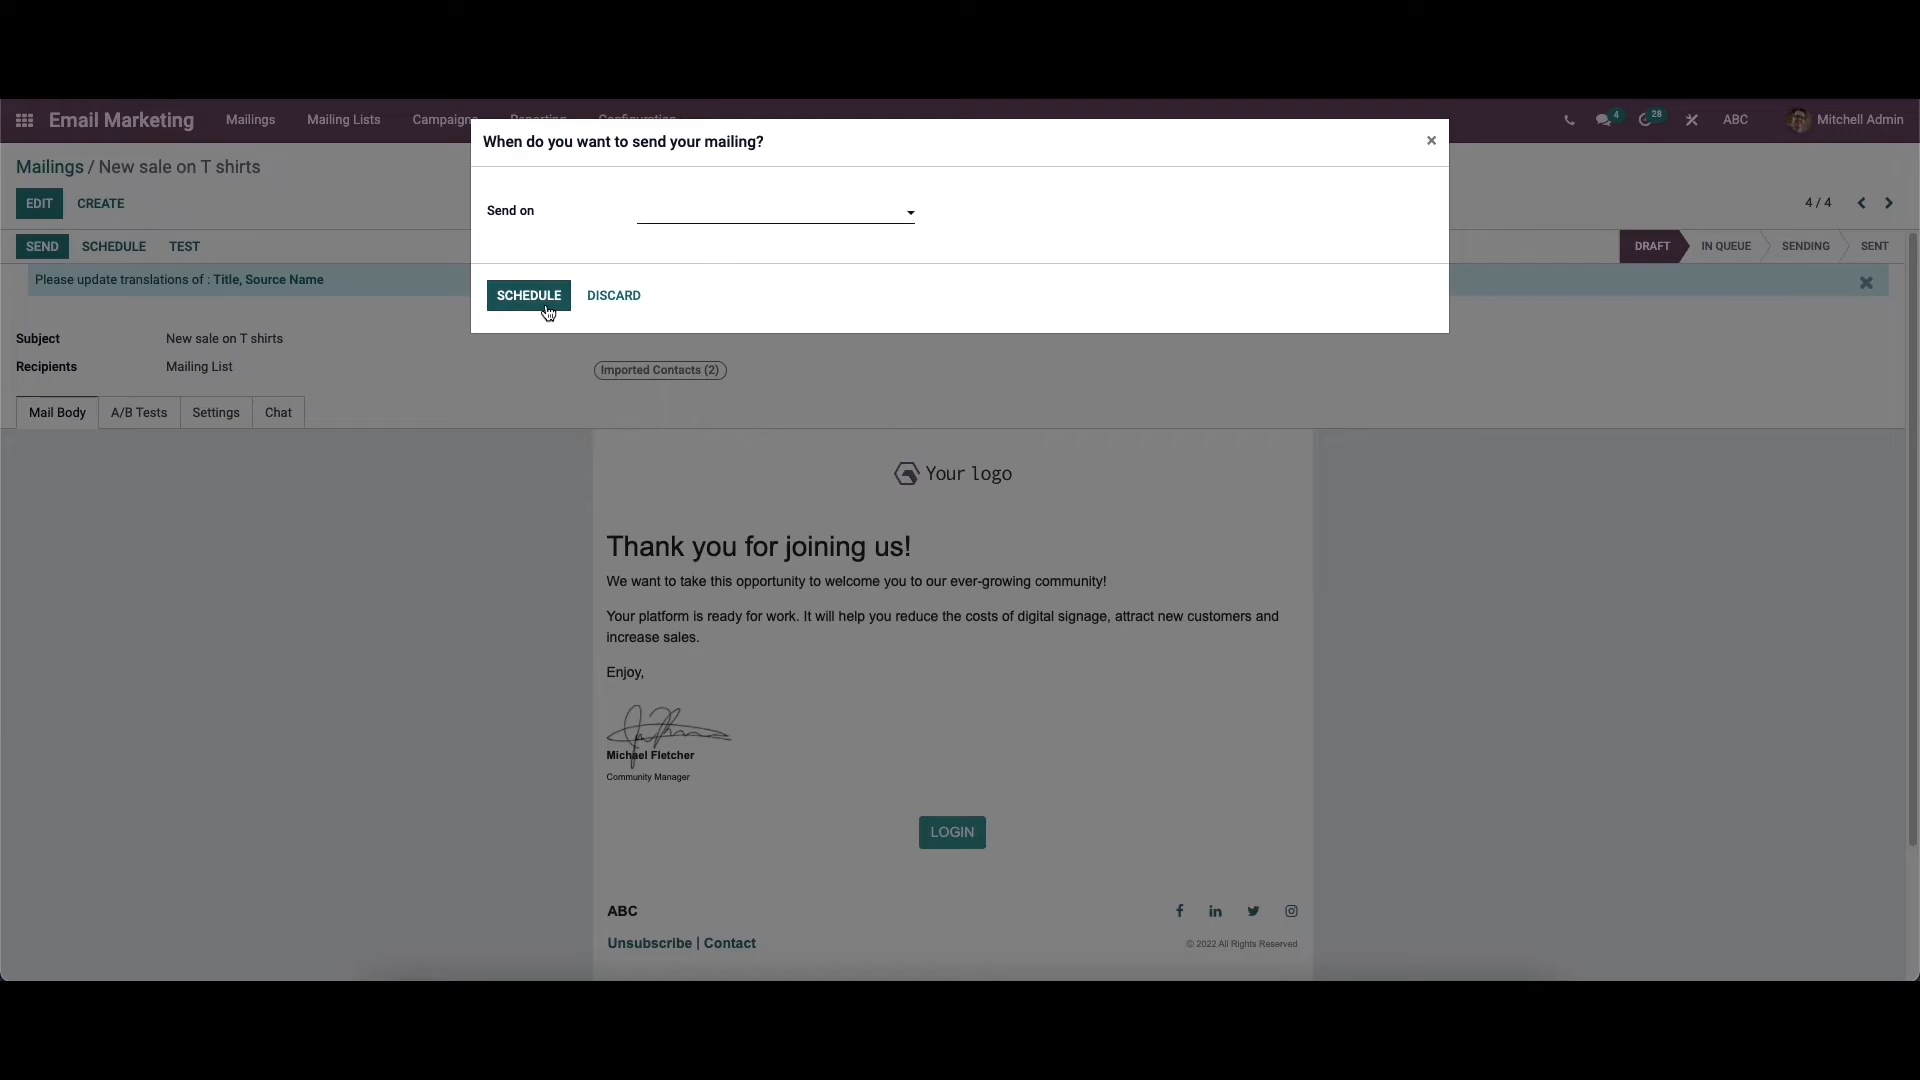 Email Marketing Mailings Mailing Lists Campaigns Reporting Configuration 4 28 ABC Mitchell Admin
When do you want to send your mailing? ×
Mailings / New sale on T shirts
EDIT CREATE 4 / 4
Send on
SEND SCHEDULE TEST DRAFT IN QUEUE SENDING SENT
Please update translations of : Title, Source Name
SCHEDULE DISCARD
Subject New sale on T shirts
Recipients Mailing List Imported Contacts (2)
Mail Body A/B Tests Settings Chat
Your logo
Thank you for joining us!
We want to take this opportunity to welcome you to our ever-growing community!
Your platform is ready for work. It will help you reduce the costs of digital signage, attract new customers and
increase sales.
Enjoy,
Michael Fletcher
Community Manager
LOGIN
ABC
Unsubscribe | Contact © 2022 All Rights Reserved